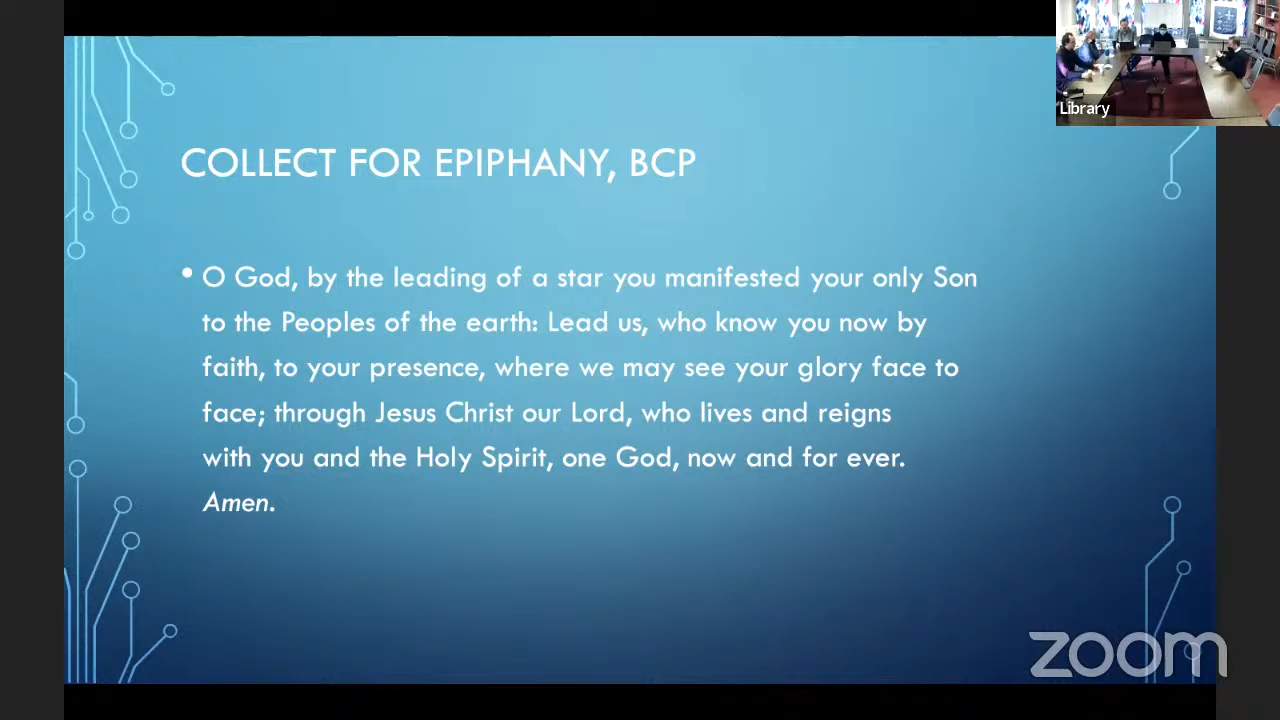 COLLECT FOR EPIPHANY, BCP
• O God, by the leading of a star you manifested your only Son
to the Peoples of the earth: Lead us, who know you now by
faith, to your presence, where we may see your glory face to
face; through Jesus Christ our Lord, who lives and reigns
with you and the Holy Spirit, one God, now and for ever.
Amen.
Library
zoom